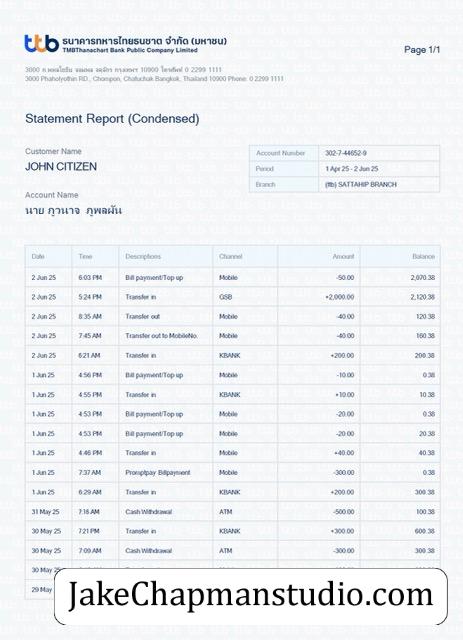 ttb ธนาคารทหารไทยธนชาต จำกัด (มหาชน)
TMBThanachart Bank Public Company Limited
Page 1/1
3000 ถ.พหลโยธิน จอมพล จตุจักร กรุงเทพฯ 10900 โทรศัพท์ 0 2299 1111
3000 Phaholyothin RD., Chompon, Chatuchak Bangkok, Thailand 10900 Phone: 0 2299 1111
Statement Report (Condensed)
Customer Name
JOHN CITIZEN
Account Number 302-7-44652-9
Period 1 Apr 25 - 2 Jun 25
Branch (ttb) SATTAHIP BRANCH
Account Name
นาย ภูวนาจ ภูพลผัน
Date Time Descriptions Channel Amount Balance
2 Jun 25 6:03 PM Bill payment/Top up Mobile -50.00 2,070.38
2 Jun 25 5:24 PM Transfer in GSB +2,000.00 2,120.38
2 Jun 25 8:35 AM Transfer out Mobile -40.00 120.38
2 Jun 25 7:45 AM Transfer out to MobileNo. Mobile -40.00 160.38
2 Jun 25 6:21 AM Transfer in KBANK +200.00 200.38
1 Jun 25 4:56 PM Bill payment/Top up Mobile -10.00 0.38
1 Jun 25 4:55 PM Transfer in KBANK +10.00 10.38
1 Jun 25 4:53 PM Bill payment/Top up Mobile -20.00 0.38
1 Jun 25 4:53 PM Bill payment/Top up Mobile -20.00 20.38
1 Jun 25 4:46 PM Transfer in Mobile +40.00 40.38
1 Jun 25 7:37 AM Promptpay Billpayment Mobile -300.00 0.38
1 Jun 25 6:29 AM Transfer in KBANK +200.00 300.38
31 May 25 7:16 AM Cash Withdrawal ATM -500.00 100.38
30 May 25 7:21 PM Transfer in KBANK +300.00 600.38
30 May 25 7:09 AM Cash Withdrawal ATM -300.00 300.38
30 May 25
29 May
JakeChapmanstudio.com